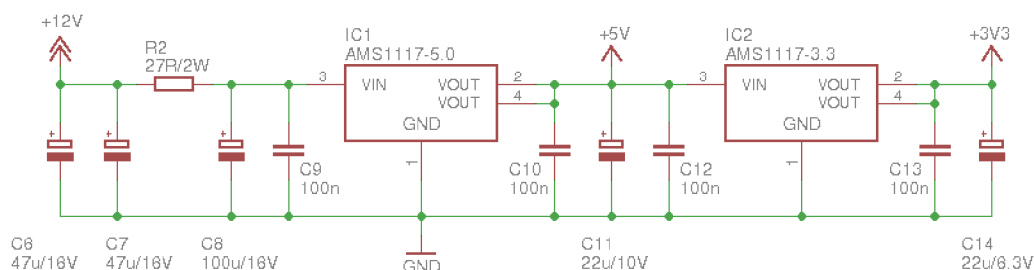 +12V
R2
27R/2W
IC1
AMS1117-5.0
3
VIN
VOUT
VOUT
GND
2
4
1
+5V
IC2
AMS1117-3.3
3
VIN
VOUT
VOUT
GND
2
4
1
+3V3
C9
100n
C10
100n
C12
100n
C13
100n
C6
47u/16V
C7
47u/16V
C8
100u/16V
GND
C11
22u/10V
C14
22u/6.3V